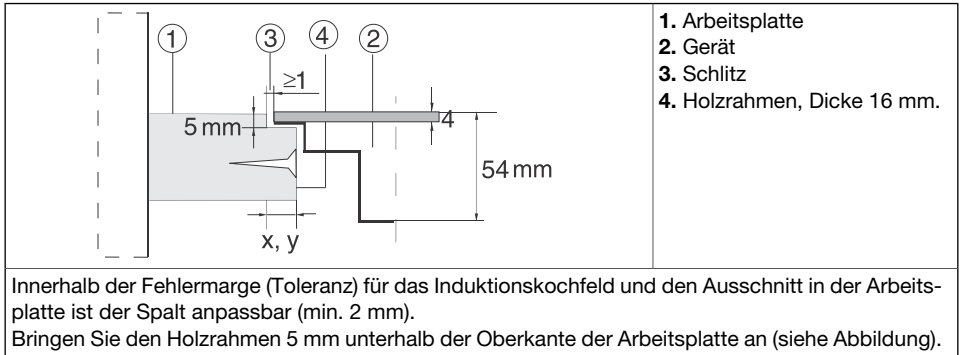 1 3 4 2
≥1
5 mm
4
54 mm
x, y
1. Arbeitsplatte
2. Gerät
3. Schlitz
4. Holzrahmen, Dicke 16 mm.
Innerhalb der Fehlermarge (Toleranz) für das Induktionskochfeld und den Ausschnitt in der Arbeits-
platte ist der Spalt anpassbar (min. 2 mm).
Bringen Sie den Holzrahmen 5 mm unterhalb der Oberkante der Arbeitsplatte an (siehe Abbildung).